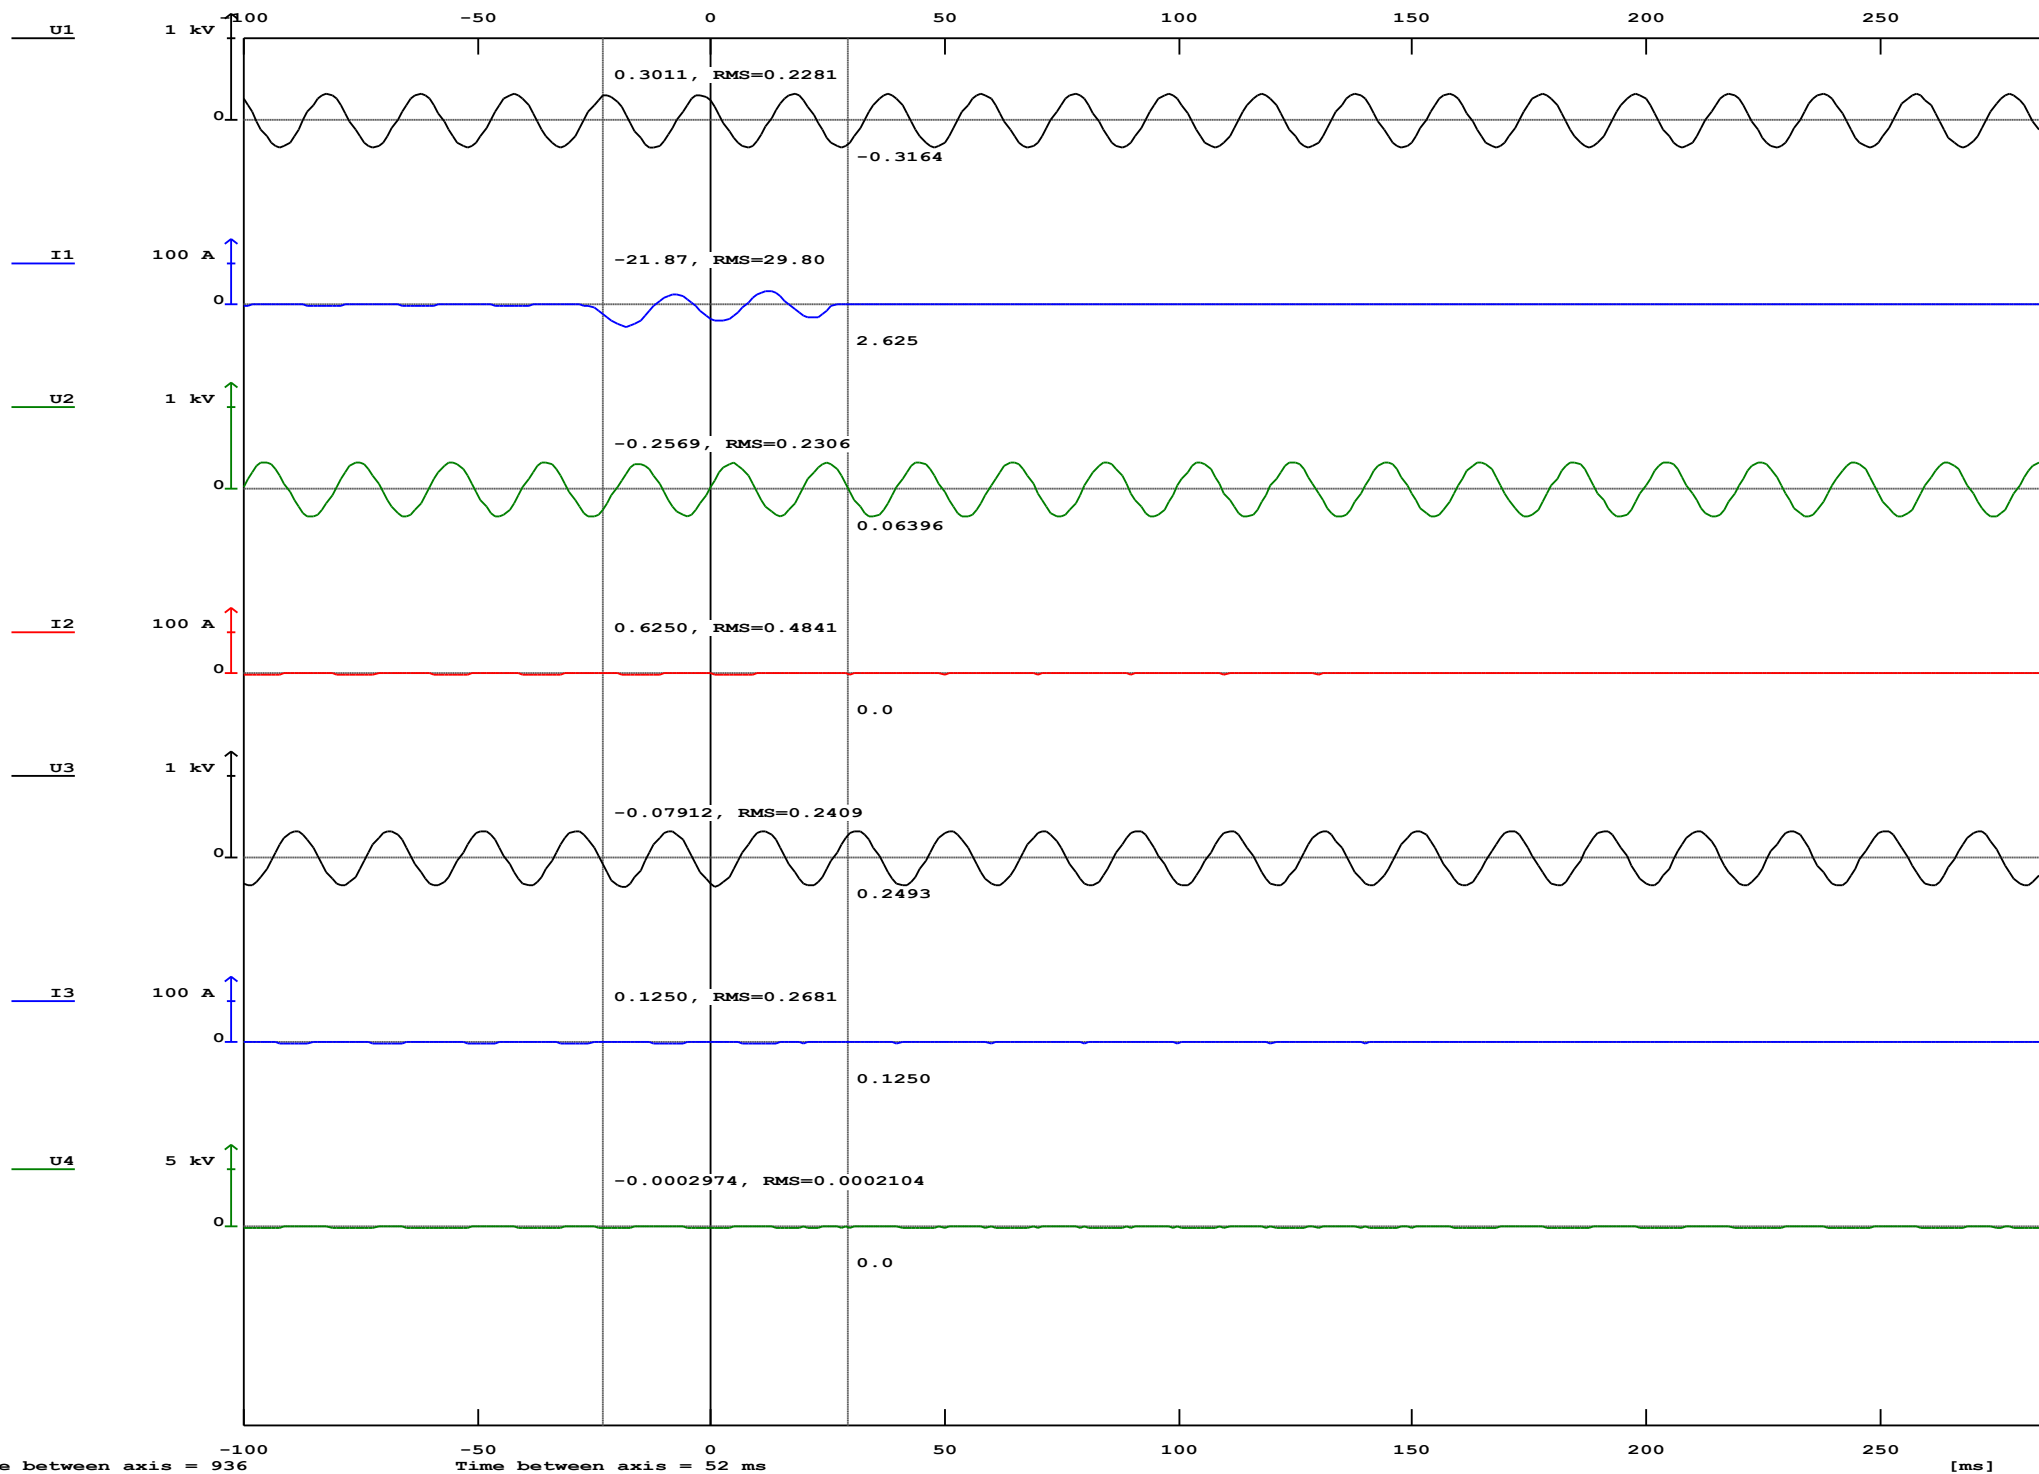 -100 -50 0 50 100 150 200 250
U1 1 kV
0.3011, RMS=0.2281
0
-0.3164
I1 100 A
-21.87, RMS=29.80
0
2.625
U2 1 kV
-0.2569, RMS=0.2306
0
0.06396
I2 100 A
0.6250, RMS=0.4841
0
0.0
U3 1 kV
-0.07912, RMS=0.2409
0
0.2493
I3 100 A
0.1250, RMS=0.2681
0
0.1250
U4 5 kV
-0.0002974, RMS=0.0002104
0
0.0
-100 -50 0 50 100 150 200 250
e between axis = 936 Time between axis = 52 ms [ms]